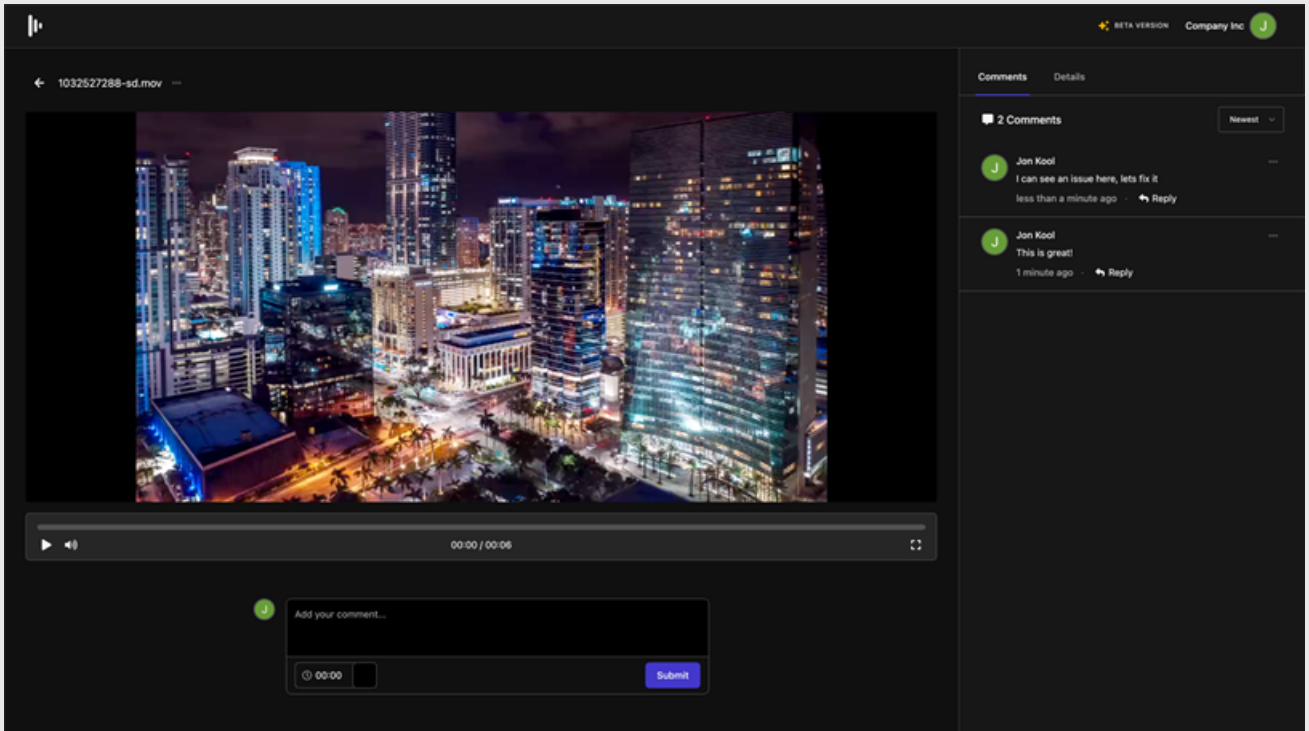 BETA VERSION
Company Inc
J
1032527288-sd.mov
Comments
Details
2 Comments
Newest
J
Jon Kool
I can see an issue here, lets fix it
less than a minute ago · Reply
J
Jon Kool
This is great!
1 minute ago · Reply
00:00 / 00:06
J
Add your comment...
00:00
Submit